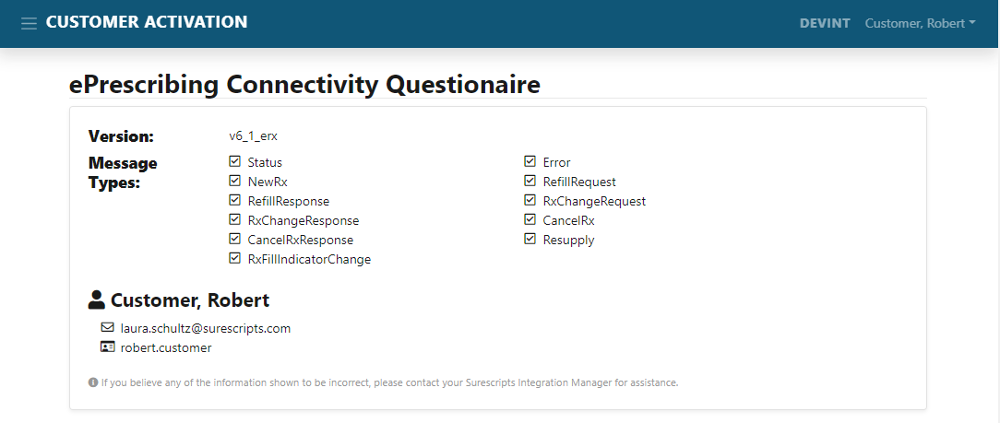 CUSTOMER ACTIVATION
DEVINT
Customer, Robert
ePrescribing Connectivity Questionaire
Version: v6_1_erx
Message Types:
Status
Error
NewRx
RefillRequest
RefillResponse
RxChangeRequest
RxChangeResponse
CancelRx
CancelRxResponse
Resupply
RxFillIndicatorChange
Customer, Robert
laura.schultz@surescripts.com
robert.customer
If you believe any of the information shown to be incorrect, please contact your Surescripts Integration Manager for assistance.